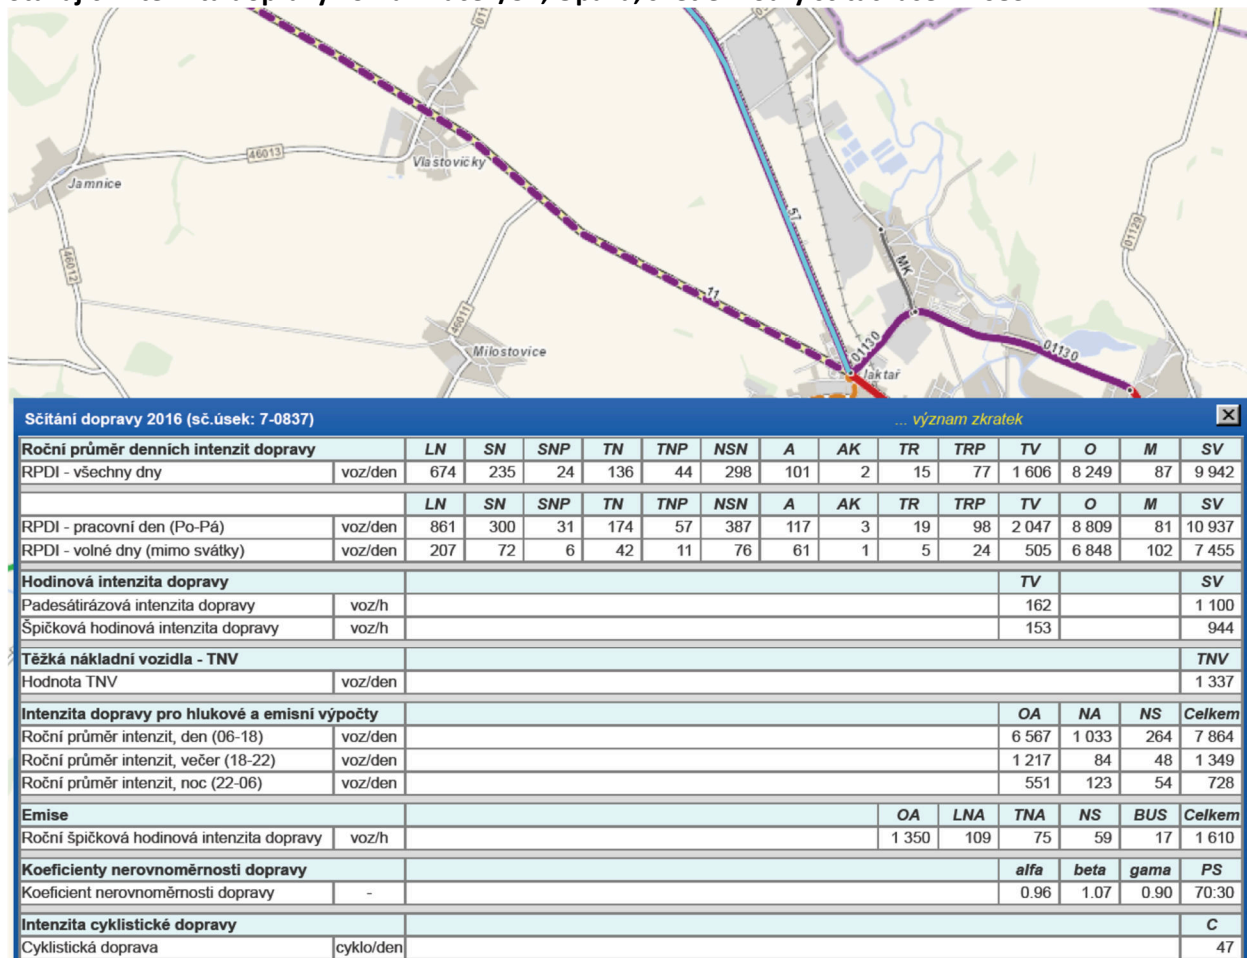 011
46013
Vlaštovičky
Jamnice
57
01129
46012
MK
11
46011
01130
01130
Milostovice
Jaktař
Sčítání dopravy 2016 (sč.úsek: 7-0837) ... význam zkratek X
Roční průměr denních intenzit dopravy LN SN SNP TN TNP NSN A AK TR TRP TV O M SV
RPDI - všechny dny voz/den 674 235 24 136 44 298 101 2 15 77 1 606 8 249 87 9 942
LN SN SNP TN TNP NSN A AK TR TRP TV O M SV
RPDI - pracovní den (Po-Pá) voz/den 861 300 31 174 57 387 117 3 19 98 2 047 8 809 81 10 937
RPDI - volné dny (mimo svátky) voz/den 207 72 6 42 11 76 61 1 5 24 505 6 848 102 7 455
Hodinová intenzita dopravy TV SV
Padesátirázová intenzita dopravy voz/h 162 1 100
Špičková hodinová intenzita dopravy voz/h 153 944
Těžká nákladní vozidla - TNV TNV
Hodnota TNV voz/den 1 337
Intenzita dopravy pro hlukové a emisní výpočty OA NA NS Celkem
Roční průměr intenzit, den (06-18) voz/den 6 567 1 033 264 7 864
Roční průměr intenzit, večer (18-22) voz/den 1 217 84 48 1 349
Roční průměr intenzit, noc (22-06) voz/den 551 123 54 728
Emise OA LNA TNA NS BUS Celkem
Roční špičková hodinová intenzita dopravy voz/h 1 350 109 75 59 17 1 610
Koeficienty nerovnoměrnosti dopravy alfa beta gama PS
Koeficient nerovnoměrnosti dopravy - 0.96 1.07 0.90 70:30
Intenzita cyklistické dopravy C
Cyklistická doprava cyklo/den 47